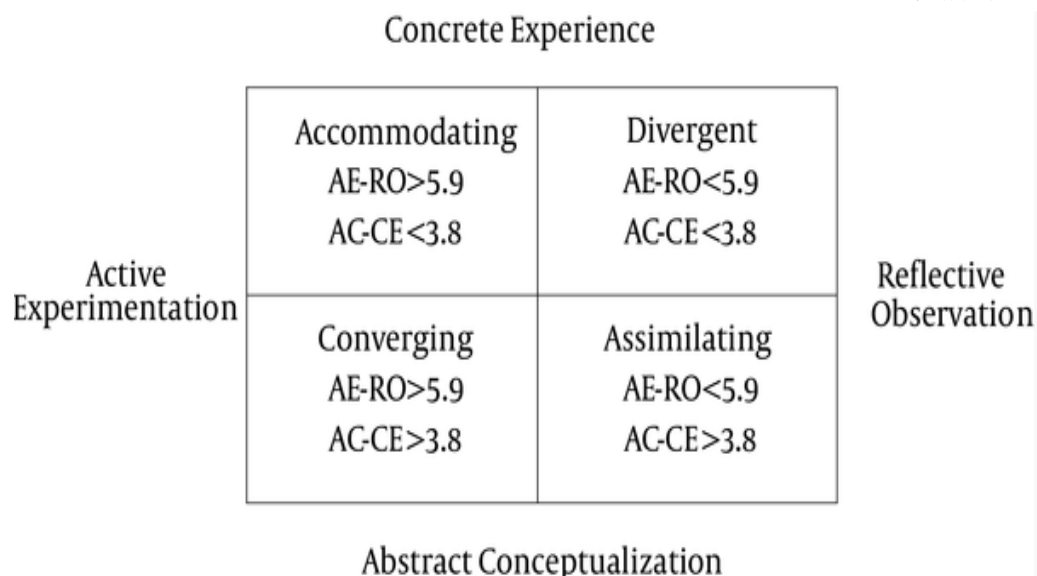 Concrete Experience
Accommodating
AE-RO>5.9
AC-CE<3.8
Divergent
AE-RO<5.9
AC-CE<3.8
Active
Experimentation
Reflective
Observation
Converging
AE-RO>5.9
AC-CE>3.8
Assimilating
AE-RO<5.9
AC-CE>3.8
Abstract Conceptualization